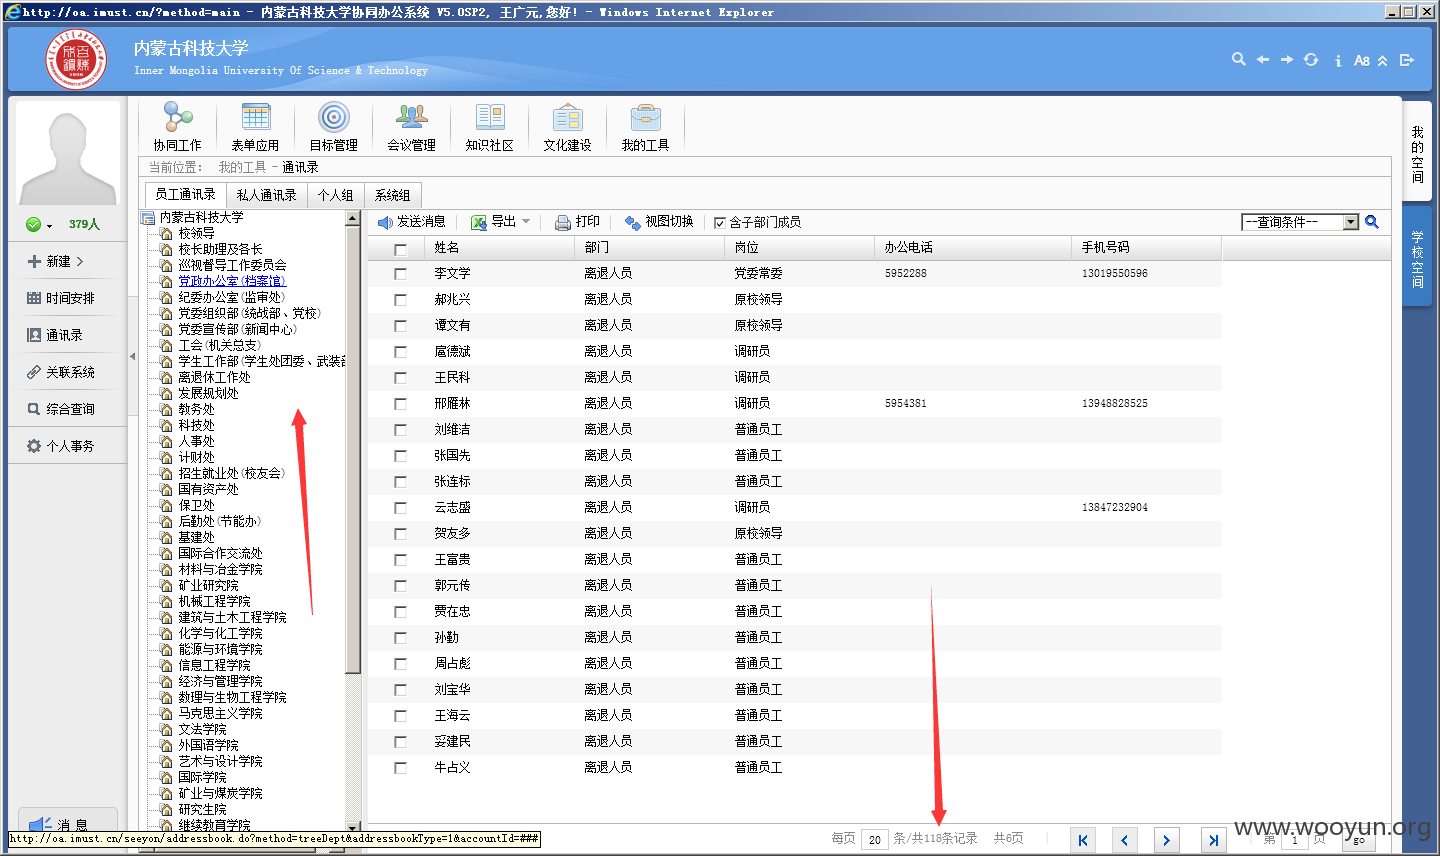 http://oa.imust.cn/?method=main - 内蒙古科技大学协同办公系统 V5.0SP2, 王广元,您好! - Windows Internet Explorer
内蒙古科技大学
Inner Mongolia University Of Science & Technology
i Aa
协同工作 表单应用 目标管理 会议管理 知识社区 文化建设 我的工具
当前位置: 我的工具 - 通讯录
员工通讯录 私人通讯录 个人组 系统组
我的空间
学校空间
379人
新建
时间安排
通讯录
关联系统
综合查询
个人事务
消 息
内蒙古科技大学
校领导
校长助理及各长
巡视督导工作委员会
党政办公室(档案馆)
纪委办公室(监审处)
党委组织部(统战部、党校)
党委宣传部(新闻中心)
工会(机关总支)
学生工作部(学生处团委、武装部
离退休工作处
发展规划处
教务处
科技处
人事处
计财处
招生就业处(校友会)
国有资产处
保卫处
后勤处(节能办)
基建处
国际合作交流处
材料与冶金学院
矿业研究院
机械工程学院
建筑与土木工程学院
化学与化工学院
能源与环境学院
信息工程学院
经济与管理学院
数理与生物工程学院
马克思主义学院
文法学院
外国语学院
艺术与设计学院
国际学院
矿业与煤炭学院
研究生院
继续教育学院
发送消息 导出 打印 视图切换 含子部门成员 --查询条件--
姓名 部门 岗位 办公电话 手机号码
李文学 离退人员 党委常委 5952288 13019550596
郝兆兴 离退人员 原校领导
谭文有 离退人员 原校领导
扈德斌 离退人员 调研员
王民科 离退人员 调研员
邢雁林 离退人员 调研员 5954381 13948828525
刘维洁 离退人员 普通员工
张国先 离退人员 普通员工
张连标 离退人员 普通员工
云志盛 离退人员 调研员 13847232904
贺友多 离退人员 原校领导
王富贵 离退人员 普通员工
郭元传 离退人员 普通员工
贾在忠 离退人员 普通员工
孙勤 离退人员 普通员工
周占彪 离退人员 普通员工
刘宝华 离退人员 普通员工
王海云 离退人员 普通员工
妥建民 离退人员 普通员工
牛占义 离退人员 普通员工
每页 20 条/共118条记录 共6页 第 1 页 go
http://oa.imust.cn/seeyon/addressbook.do?method=treeDept&addressbookType=1&accountId=###
www.wooyun.org